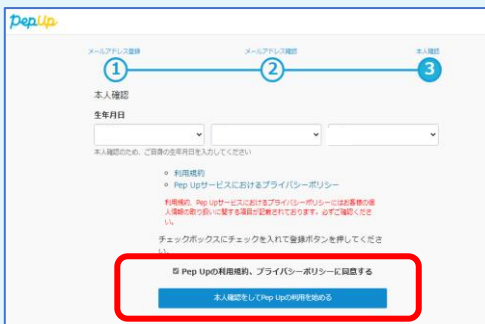 PepUp
メールアドレス登録 メールアドレス確認 本人確認
1 2 3
本人確認
生年月日
本人確認のため、ご自身の生年月日を入力してください
利用規約
Pep Upサービスにおけるプライバシーポリシー
利用規約、Pep Upサービスにおけるプライバシーポリシーにはお客様の個
人情報の取り扱いに関する項目が記載されております。必ずご確認くださ
い。
チェックボックスにチェックを入れて登録ボタンを押してくださ
い。
Pep Upの利用規約、プライバシーポリシーに同意する
本人確認をしてPep Upの利用を始める